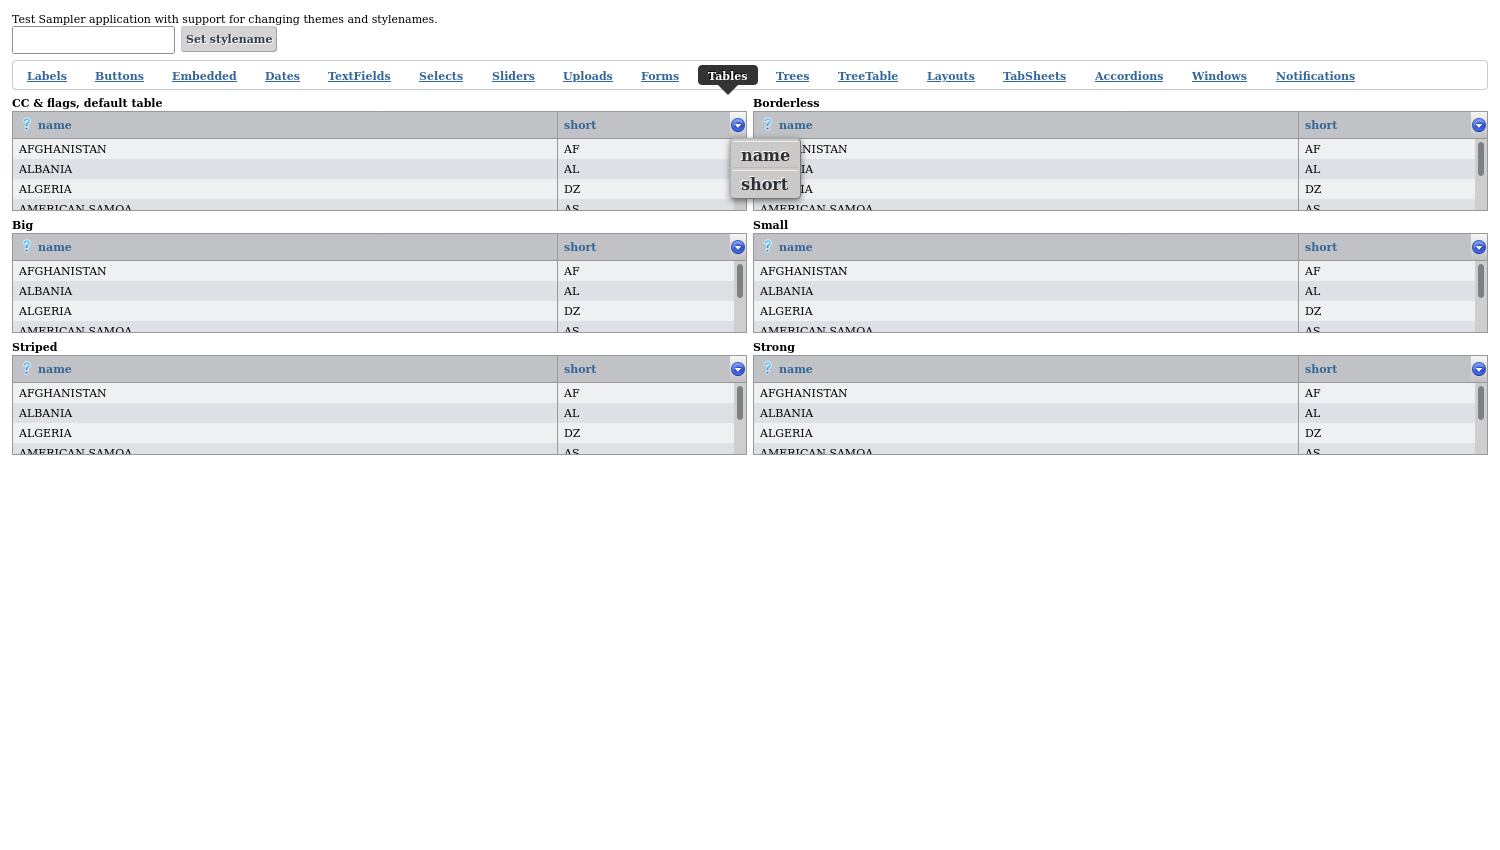 Test Sampler application with support for changing themes and stylenames.
Set stylename
Labels Buttons Embedded Dates TextFields Selects Sliders Uploads Forms Tables Trees TreeTable Layouts TabSheets Accordions Windows Notifications
CC & flags, default table
? name short
AFGHANISTAN AF
ALBANIA AL
ALGERIA DZ
AMERICAN SAMOA AS
name
short
Borderless
? name short
NISTAN AF
IA AL
IA DZ
AMERICAN SAMOA AS
Big
? name short
AFGHANISTAN AF
ALBANIA AL
ALGERIA DZ
AMERICAN SAMOA AS
Small
? name short
AFGHANISTAN AF
ALBANIA AL
ALGERIA DZ
AMERICAN SAMOA AS
Striped
? name short
AFGHANISTAN AF
ALBANIA AL
ALGERIA DZ
AMERICAN SAMOA AS
Strong
? name short
AFGHANISTAN AF
ALBANIA AL
ALGERIA DZ
AMERICAN SAMOA AS